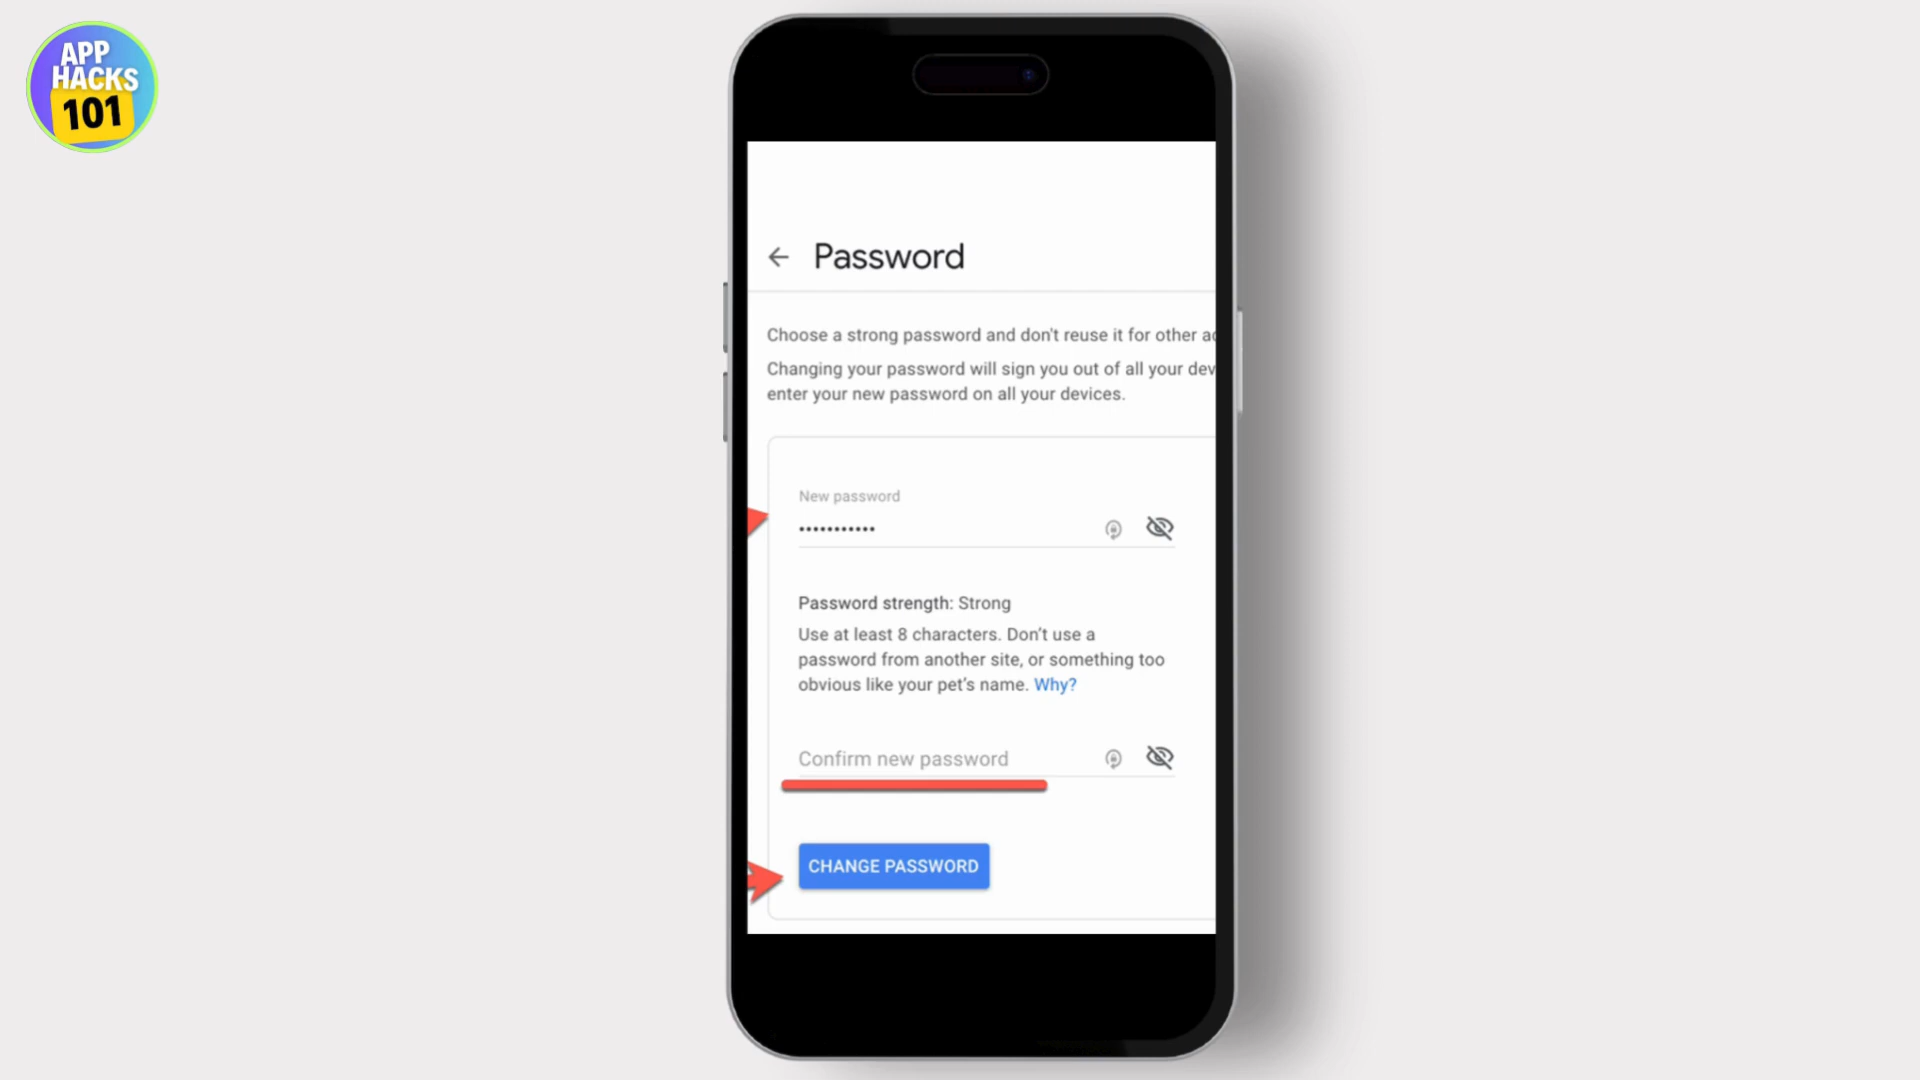 APP
HACKS
101
Password
Choose a strong password and don't reuse it for other
Changing your password will sign you out of all your
enter your new password on all your devices.
New password
•••••••••••
Password strength: Strong
Use at least 8 characters. Don't use a
password from another site, or something too
obvious like your pet's name. Why?
Confirm new password
CHANGE PASSWORD